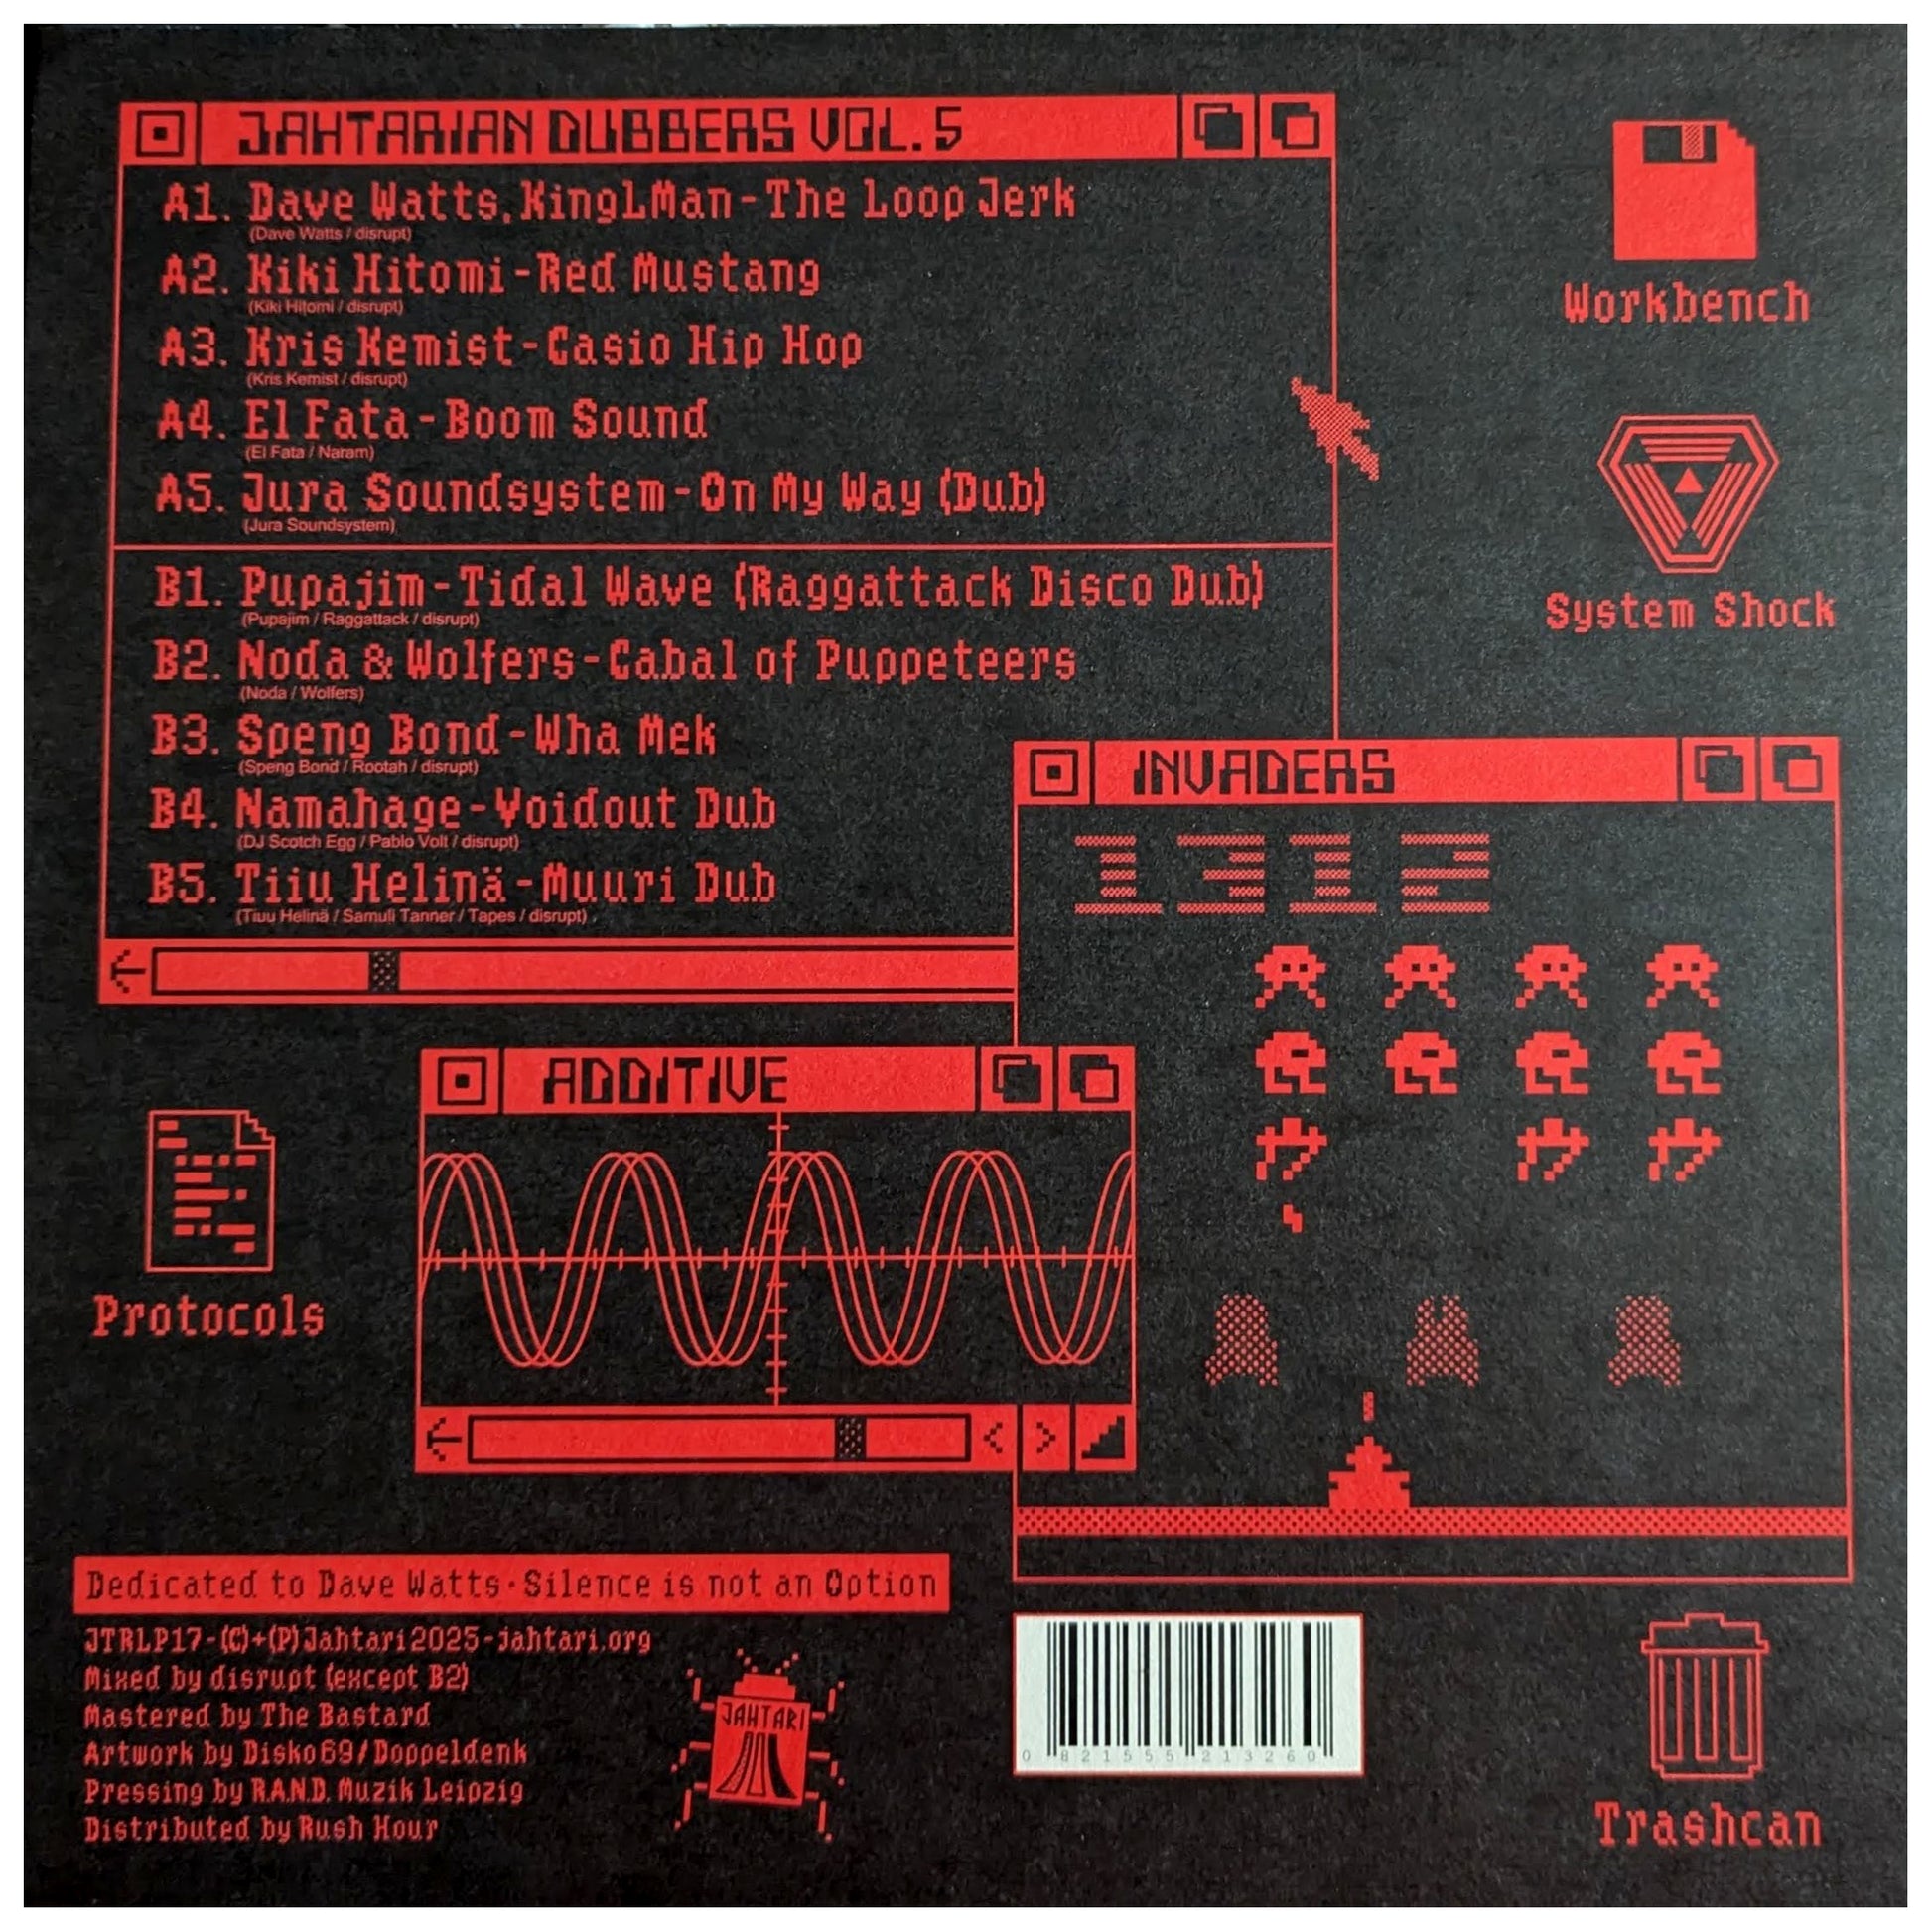 JAHTARIAN DUBBERS VOL. 5
A1. Dave Watts, KingLMan - The Loop Jerk
(Dave Watts / disrupt)
A2. Kiki Hitomi - Red Mustang
(Kiki Hitomi / disrupt)
A3. Kris Kemist - Casio Hip Hop
(Kris Kemist / disrupt)
A4. El Fata - Boom Sound
(El Fata / Naram)
A5. Jura Soundsystem - On My Way (Dub)
(Jura Soundsystem)
B1. Pupajim - Tidal Wave (Raggattack Disco Dub)
(Pupajim / Raggattack / disrupt)
B2. Noda & Wolfers - Cabal of Puppeteers
(Noda / Wolfers)
B3. Speng Bond - Wha Mek
(Speng Bond / Rootah / disrupt)
B4. Namahage - Voidout Dub
(DJ Scotch Egg / Pablo Volt / disrupt)
B5. Tiiu Helinä - Muuri Dub
(Tiuu Helinä / Samuli Tanner / Tapes / disrupt)
Workbench
System Shock
INVADERS
1312
ADDITIVE
Protocols
Dedicated to Dave Watts · Silence is not an Option
JTRLP17 - (C)+(P) Jahtari 2025 - jahtari.org
Mixed by disrupt (except B2)
Mastered by The Bastard
Artwork by Disko69 / Doppeldenk
Pressing by R.A.N.D. Muzik Leipzig
Distributed by Rush Hour
JAHTARI
0 821555 213260
Trashcan